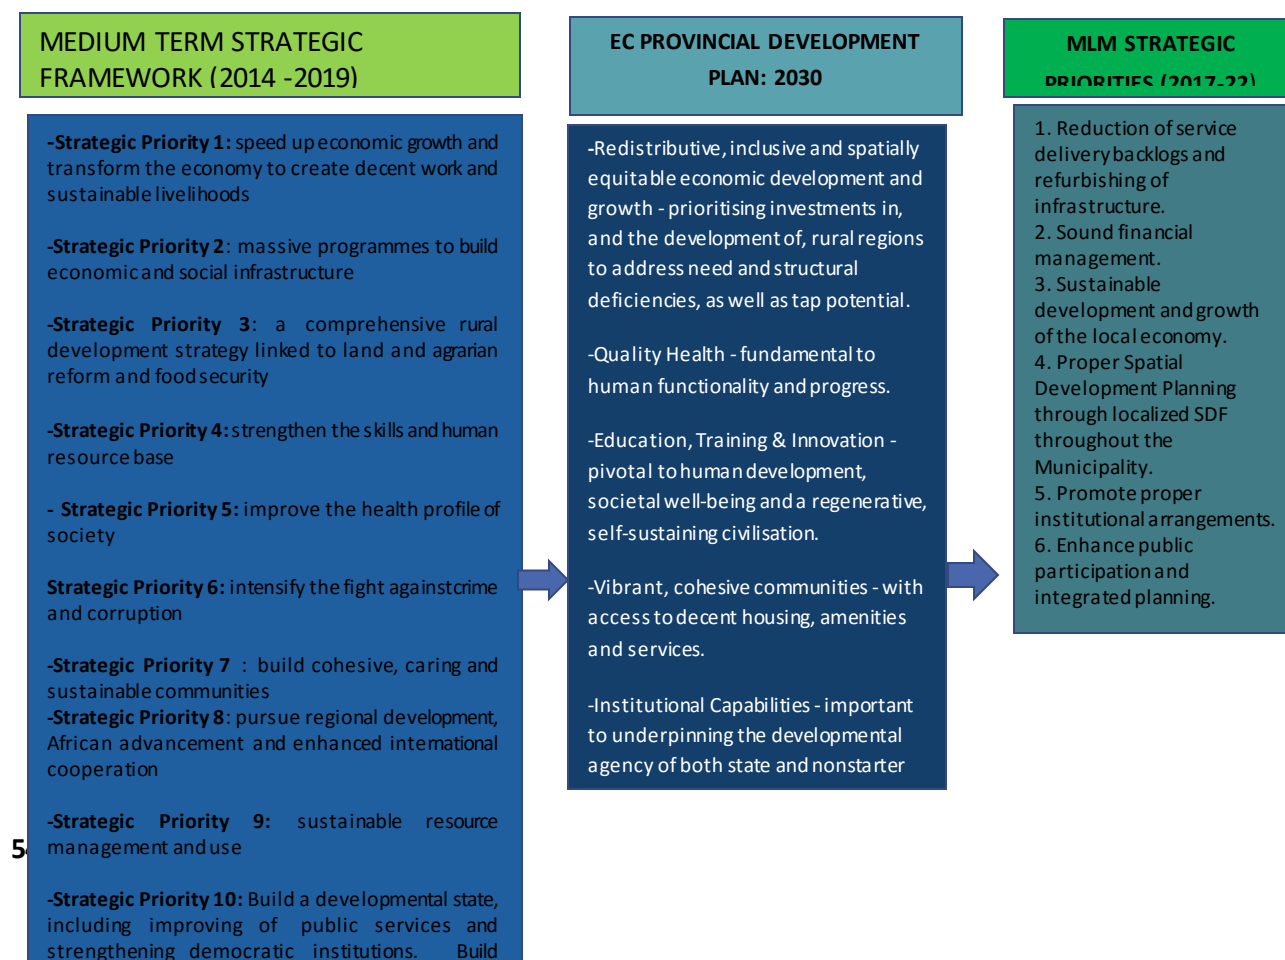 MEDIUM TERM STRATEGIC
FRAMEWORK (2014 -2019)
-Strategic Priority 1: speed up economic growth and
transform the economy to create decent work and
sustainable livelihoods
-Strategic Priority 2: massive programmes to build
economic and social infrastructure
-Strategic Priority 3: a comprehensive rural
development strategy linked to land and agrarian
reform and food security
-Strategic Priority 4: strengthen the skills and human
resource base
- Strategic Priority 5: improve the health profile of
society
Strategic Priority 6: intensify the fight against crime
and corruption
-Strategic Priority 7 : build cohesive, caring and
sustainable communities
-Strategic Priority 8: pursue regional development,
African advancement and enhanced international
cooperation
-Strategic Priority 9: sustainable resource
management and use
-Strategic Priority 10: Build a developmental state,
including improving of public services and
strengthening democratic institutions. Build
EC PROVINCIAL DEVELOPMENT
PLAN: 2030
-Redistributive, inclusive and spatially
equitable economic development and
growth - prioritising investments in,
and the development of, rural regions
to address need and structural
deficiencies, as well as tap potential.
-Quality Health - fundamental to
human functionality and progress.
-Education, Training & Innovation -
pivotal to human development,
societal well-being and a regenerative,
self-sustaining civilisation.
-Vibrant, cohesive communities - with
access to decent housing, amenities
and services.
-Institutional Capabilities - important
to underpinning the developmental
agency of both state and nonstarter
MLM STRATEGIC
PRIORITIES (2017-22)
1. Reduction of service
delivery backlogs and
refurbishing of
infrastructure.
2. Sound financial
management.
3. Sustainable
development and growth
of the local economy.
4. Proper Spatial
Development Planning
through localized SDF
throughout the
Municipality.
5. Promote proper
institutional arrangements.
6. Enhance public
participation and
integrated planning.